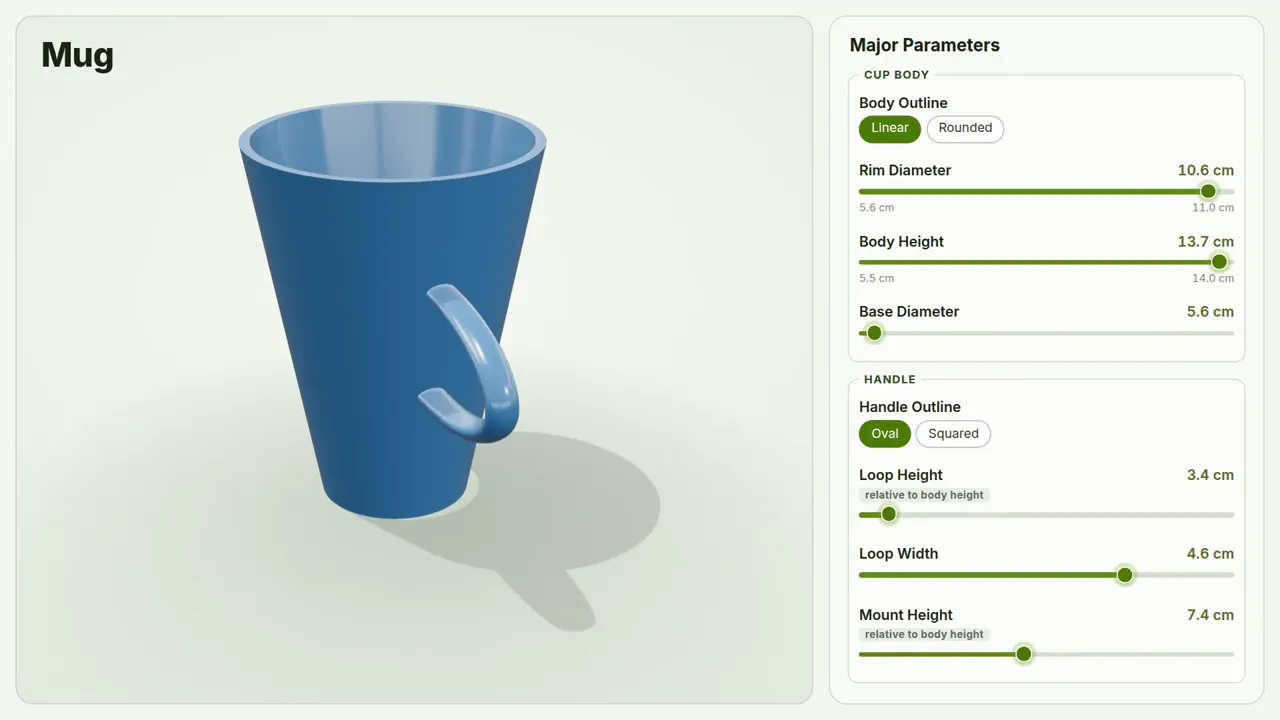 Mug
Major Parameters
CUP BODY
Body Outline
Linear Rounded
Rim Diameter 10.6 cm
5.6 cm 11.0 cm
Body Height 13.7 cm
5.5 cm 14.0 cm
Base Diameter 5.6 cm
HANDLE
Handle Outline
Oval Squared
Loop Height 3.4 cm
relative to body height
Loop Width 4.6 cm
Mount Height 7.4 cm
relative to body height